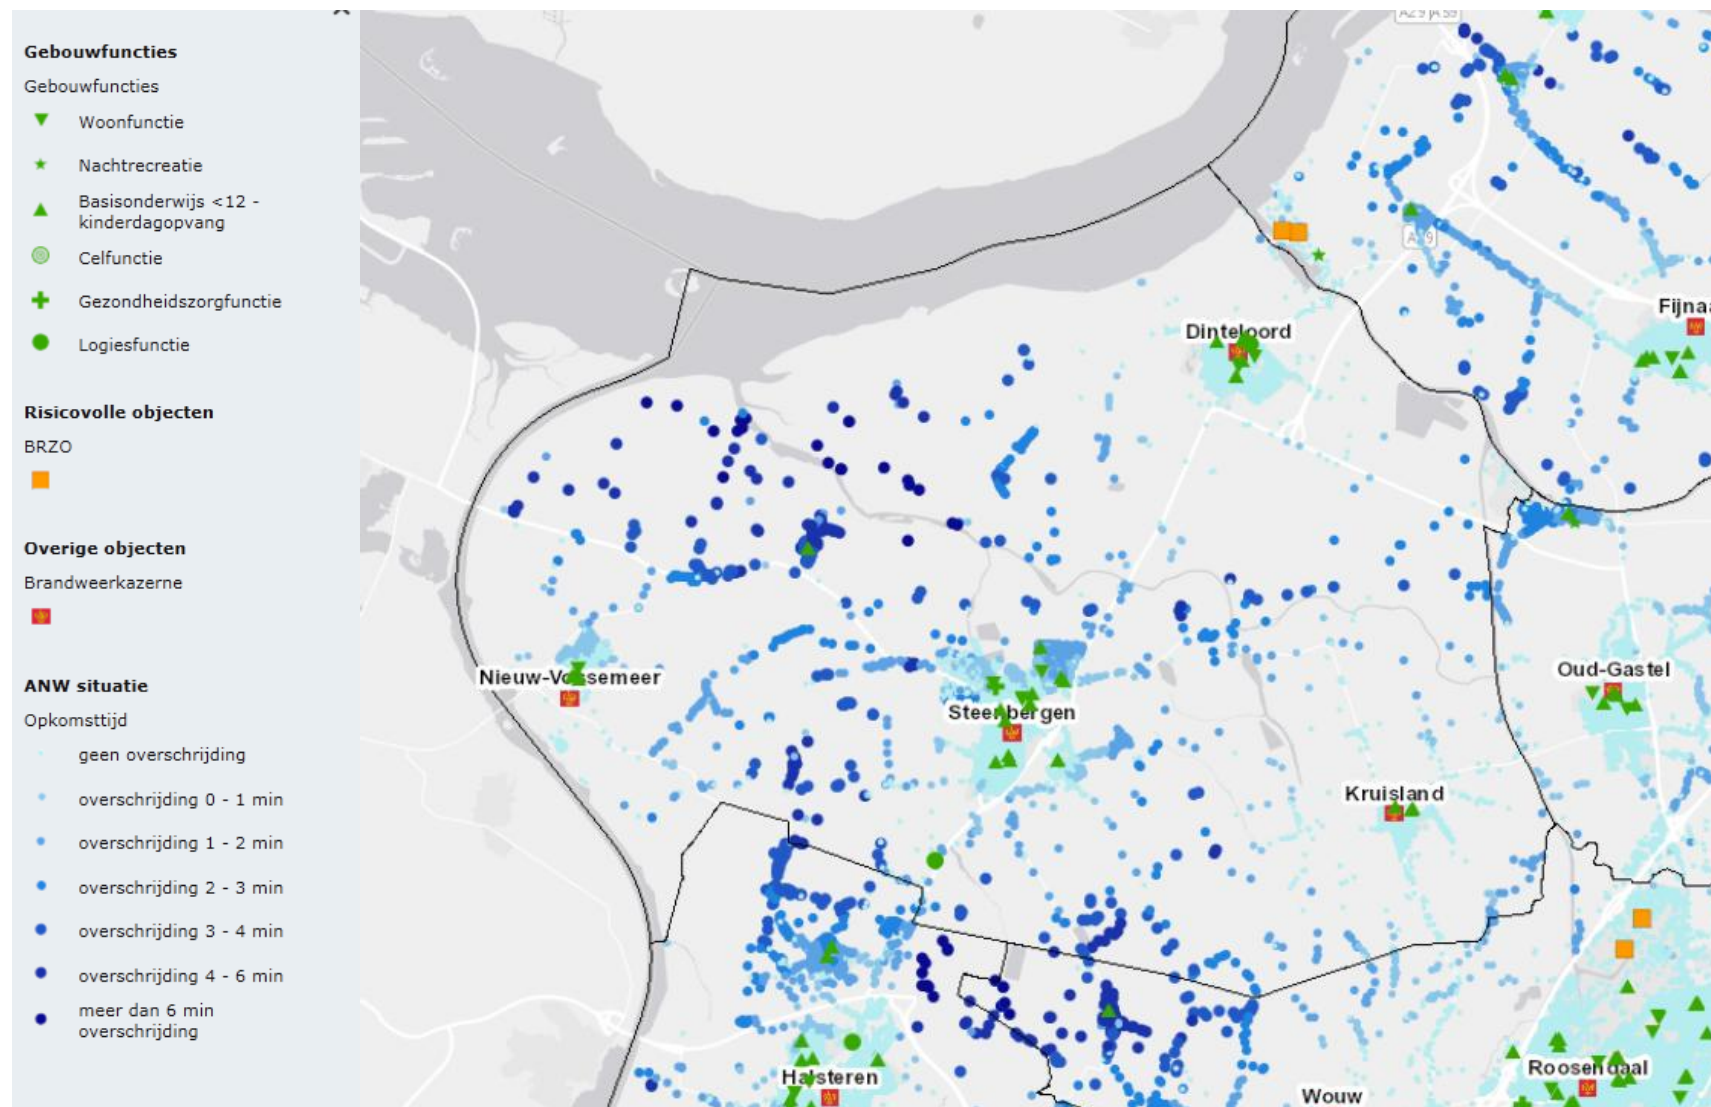 Gebouwfuncties
Gebouwfuncties
Woonfunctie
Nachtrecreatie
Basisonderwijs <12 -
kinderdagopvang
Celfunctie
Gezondheidszorgfunctie
Logiesfunctie
Risicovolle objecten
BRZO
Overige objecten
Brandweerkazerne
ANW situatie
Opkomsttijd
geen overschrijding
overschrijding 0 - 1 min
overschrijding 1 - 2 min
overschrijding 2 - 3 min
overschrijding 3 - 4 min
overschrijding 4 - 6 min
meer dan 6 min
overschrijding
Fijnaa
Dinteloord
Oud-Gastel
Nieuw-Vossemeer
Steenbergen
Kruisland
Roosendaal
Halsteren
Wouw